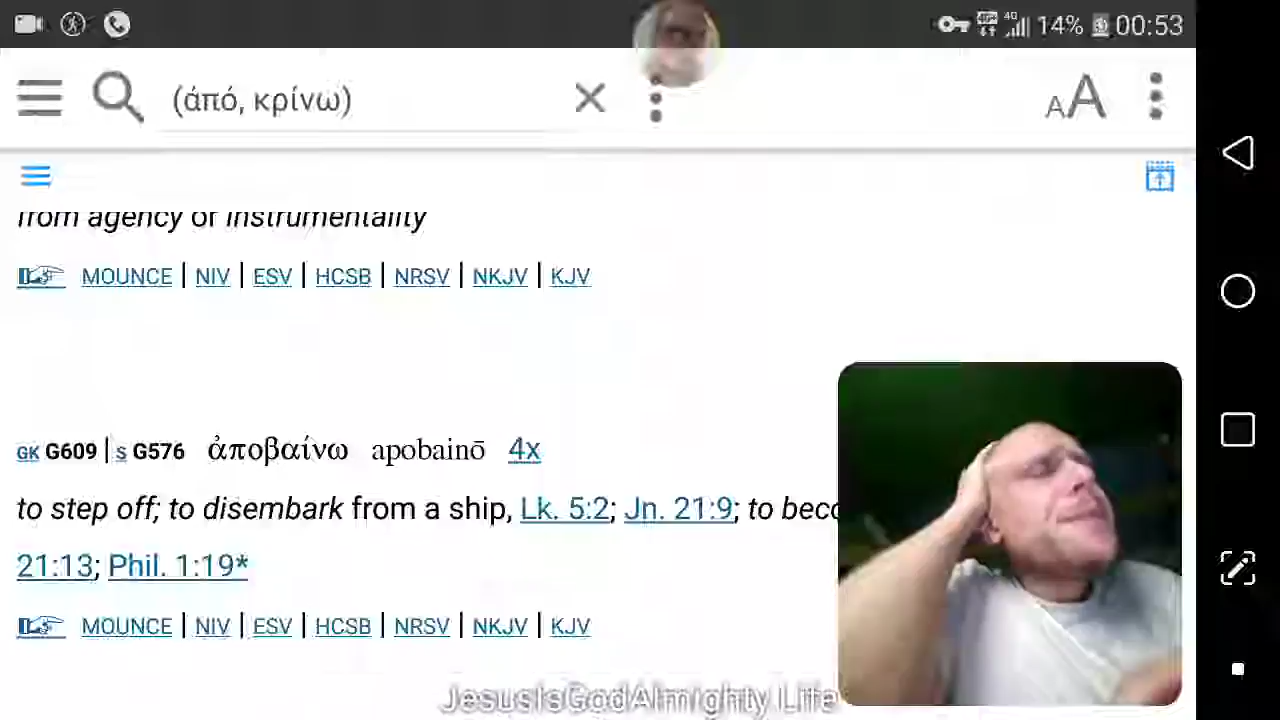 14% 00:53
(ἀπό, κρίνω)
AA
from agency or instrumentality
MOUNCE | NIV | ESV | HCSB | NRSV | NKJV | KJV
GK G609 | S G576 ἀποβαίνω apobainō 4x
to step off; to disembark from a ship, Lk. 5:2; Jn. 21:9; to
21:13; Phil. 1:19*
MOUNCE | NIV | ESV | HCSB | NRSV | NKJV | KJV
JesusIsGodAlmighty Life